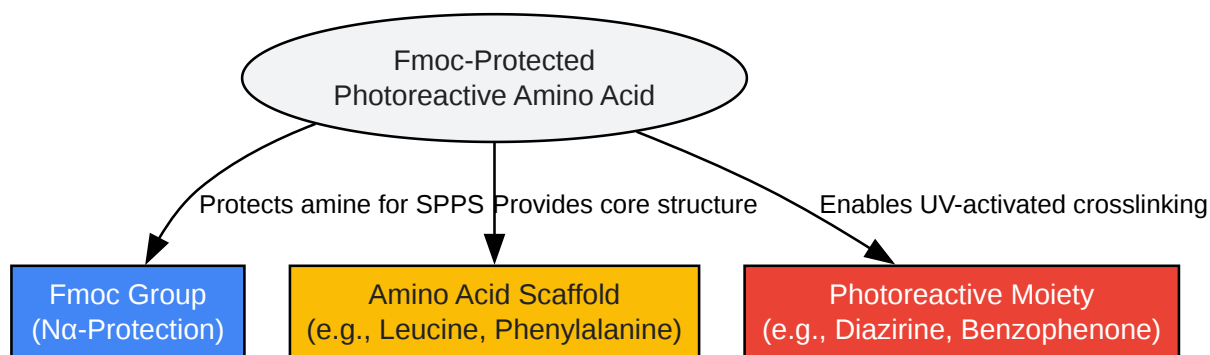 Fmoc-Protected
Photoreactive Amino Acid
Protects amine for SPPS
Provides core structure
Enables UV-activated crosslinking
Fmoc Group
(Nα-Protection)
Amino Acid Scaffold
(e.g., Leucine, Phenylalanine)
Photoreactive Moiety
(e.g., Diazirine, Benzophenone)